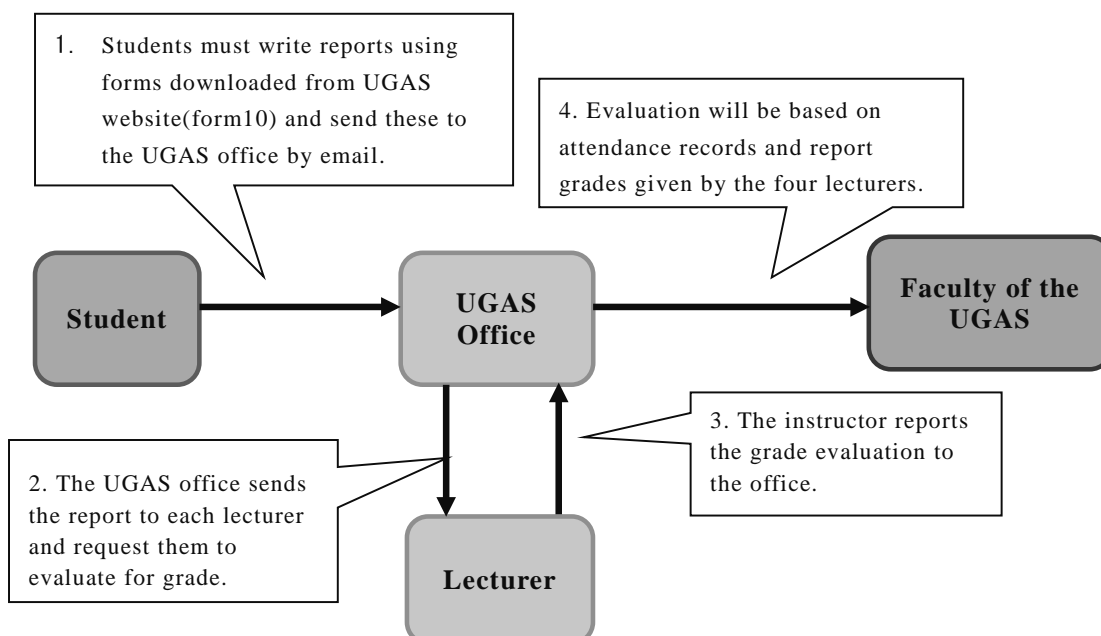 1. Students must write reports using
forms downloaded from UGAS
website(form10) and send these to
the UGAS office by email.
4. Evaluation will be based on
attendance records and report
grades given by the four lecturers.
Student
UGAS
Office
Faculty of the
UGAS
2. The UGAS office sends
the report to each lecturer
and request them to
evaluate for grade.
3. The instructor reports
the grade evaluation to
the office.
Lecturer